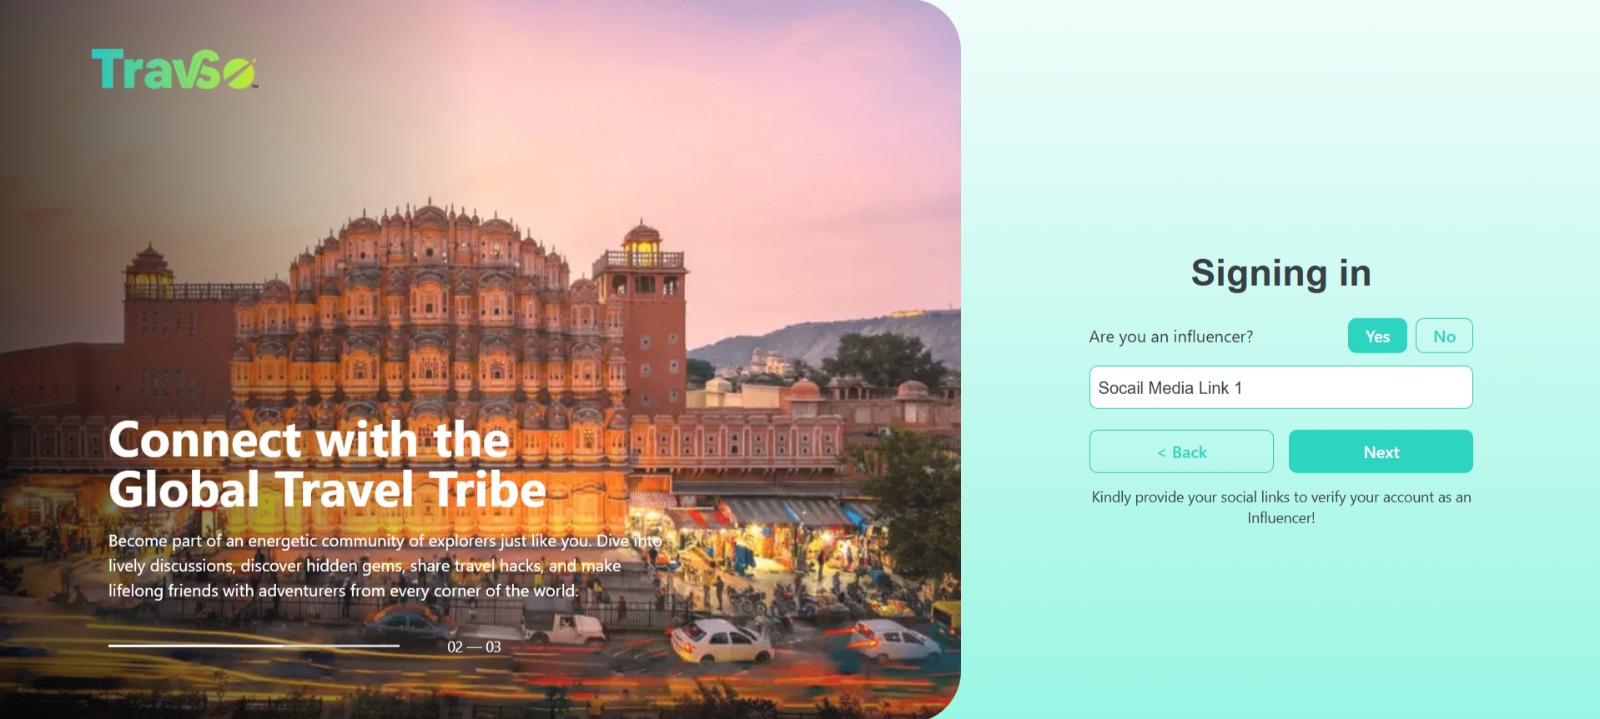 TravSo™
Connect with the
Global Travel Tribe
Become part of an energetic community of explorers just like you. Dive into
lively discussions, discover hidden gems, share travel hacks, and make
lifelong friends with adventurers from every corner of the world.
02 — 03
Signing in
Are you an influencer? Yes No
Socail Media Link 1
< Back Next
Kindly provide your social links to verify your account as an
Influencer!